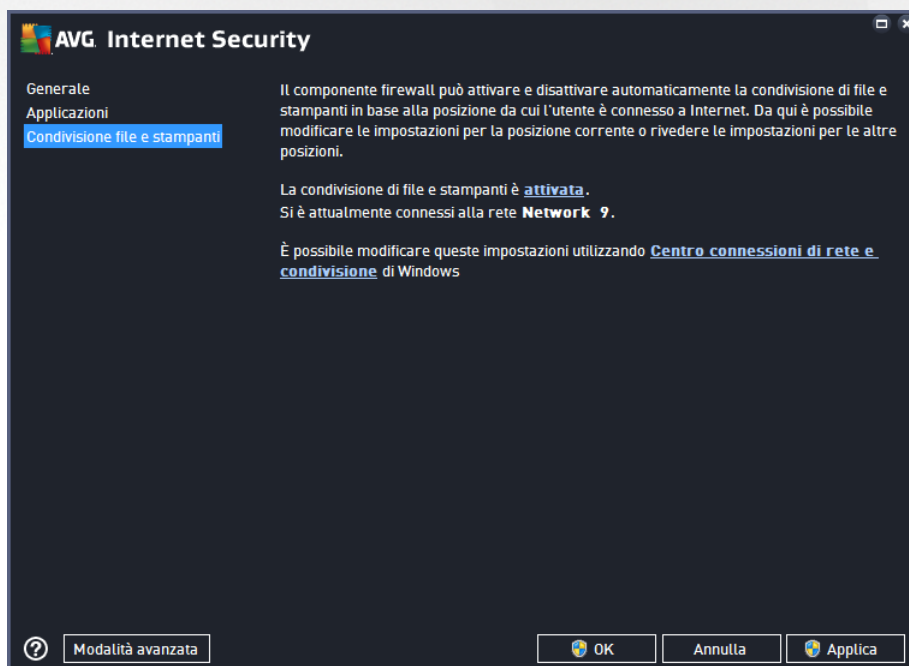 AVG Internet Security
Generale
Applicazioni
Condivisione file e stampanti
Il componente firewall può attivare e disattivare automaticamente la condivisione di file e
stampanti in base alla posizione da cui l'utente è connesso a Internet. Da qui è possibile
modificare le impostazioni per la posizione corrente o rivedere le impostazioni per le altre
posizioni.
La condivisione di file e stampanti è attivata.
Si è attualmente connessi alla rete Network 9.
È possibile modificare queste impostazioni utilizzando Centro connessioni di rete e
condivisione di Windows
? Modalità avanzata OK Annulla Applica